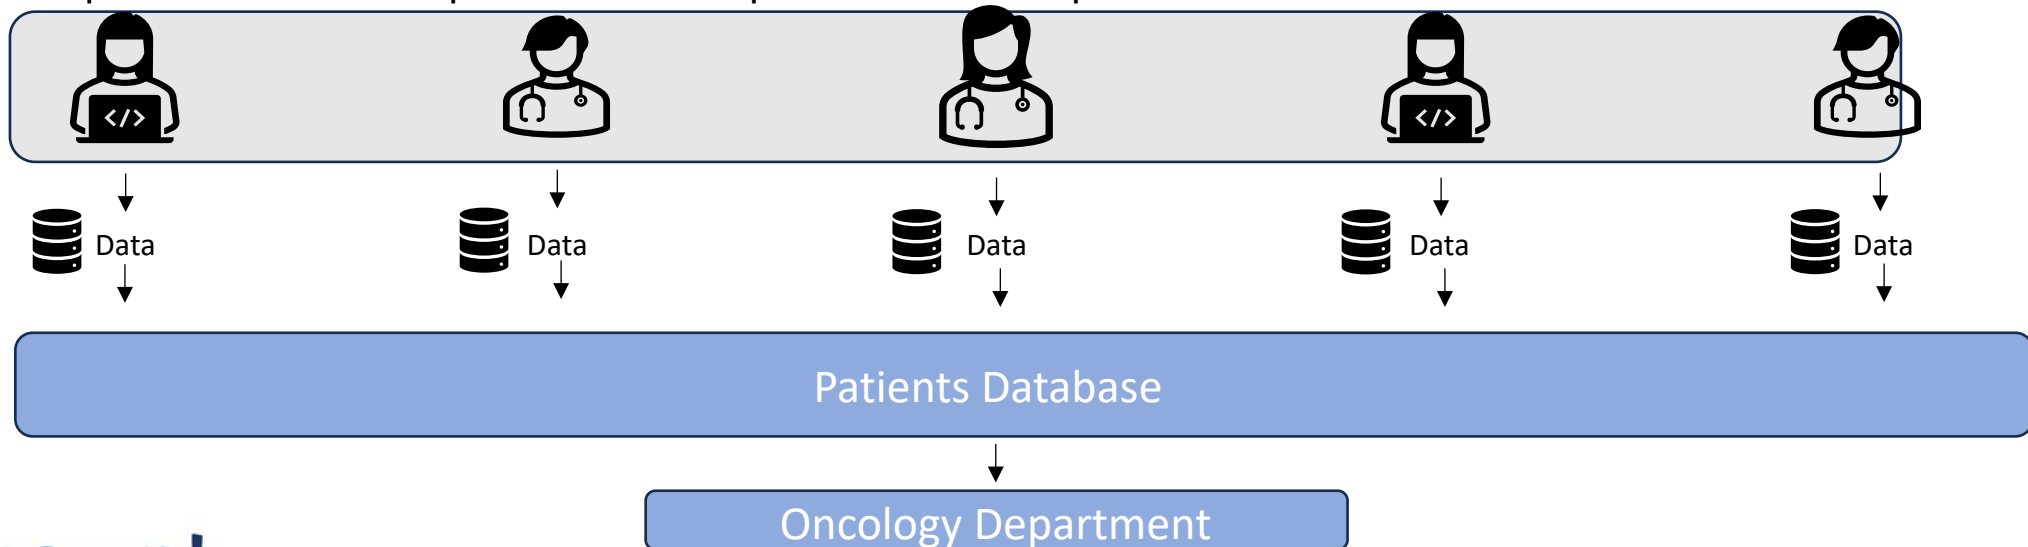 </>
</>
Data
Data
Data
Data
Data
Patients Database
Oncology Department